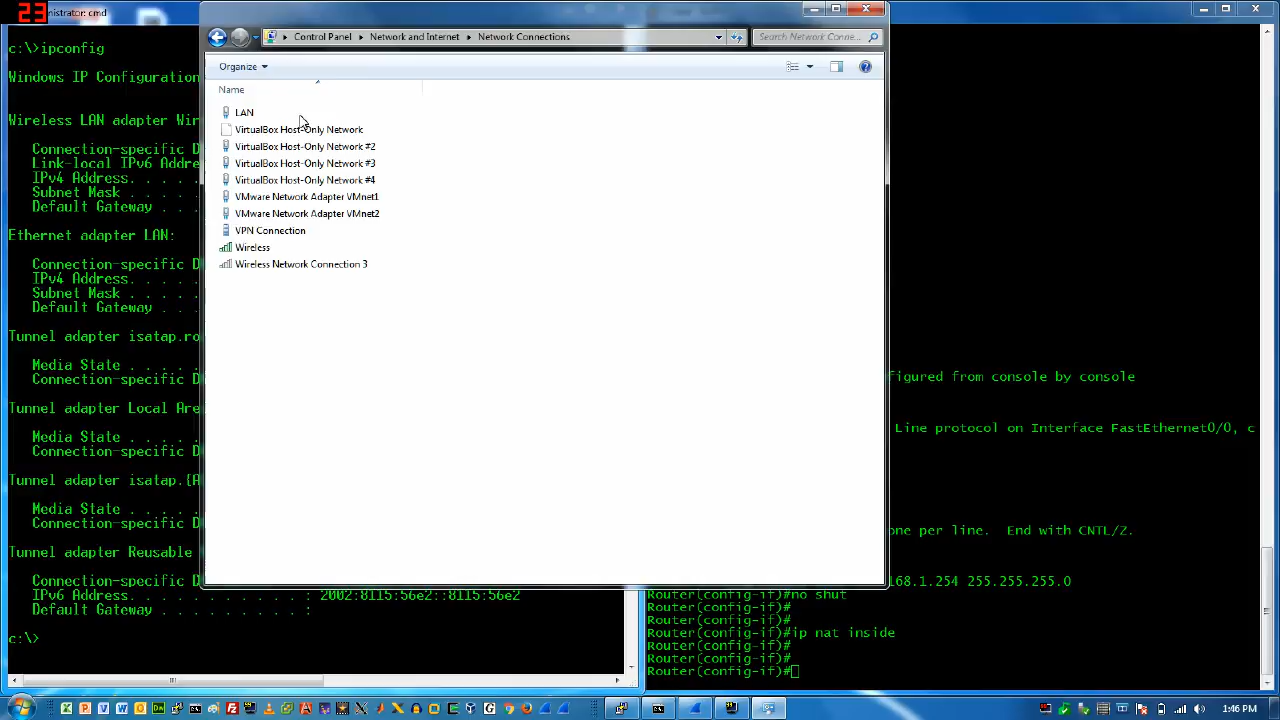 23
nistrator: cmd
c:\>ipconfig
Windows IP Configuration
Wireless LAN adapter Wir
Connection-specific D
Link-local IPv6 Addre
IPv4 Address. . . . .
Subnet Mask . . . . .
Default Gateway . . .
Ethernet adapter LAN:
Connection-specific D
IPv4 Address. . . . .
Subnet Mask . . . . .
Default Gateway . . .
Tunnel adapter isatap.ro
Media State . . . . .
Connection-specific D
Tunnel adapter Local Are
Media State . . . . .
Connection-specific D
Tunnel adapter isatap.{A
Media State . . . . .
Connection-specific D
Tunnel adapter Reusable
Connection-specific D
IPv6 Address. . . . . . . . . . . : 2002:8115:56e2::8115:56e2
Default Gateway . . . . . . . . . :
c:\>
Control Panel Network and Internet Network Connections
Search Network Conne...
Organize
Name
LAN
VirtualBox Host-Only Network
VirtualBox Host-Only Network #2
VirtualBox Host-Only Network #3
VirtualBox Host-Only Network #4
VMware Network Adapter VMnet1
VMware Network Adapter VMnet2
VPN Connection
Wireless
Wireless Network Connection 3
figured from console by console
Line protocol on Interface FastEthernet0/0, c
one per line. End with CNTL/Z.
168.1.254 255.255.255.0
Router(config-if)#no shut
Router(config-if)#
Router(config-if)#
Router(config-if)#ip nat inside
Router(config-if)#
Router(config-if)#
Router(config-if)#
1:46 PM